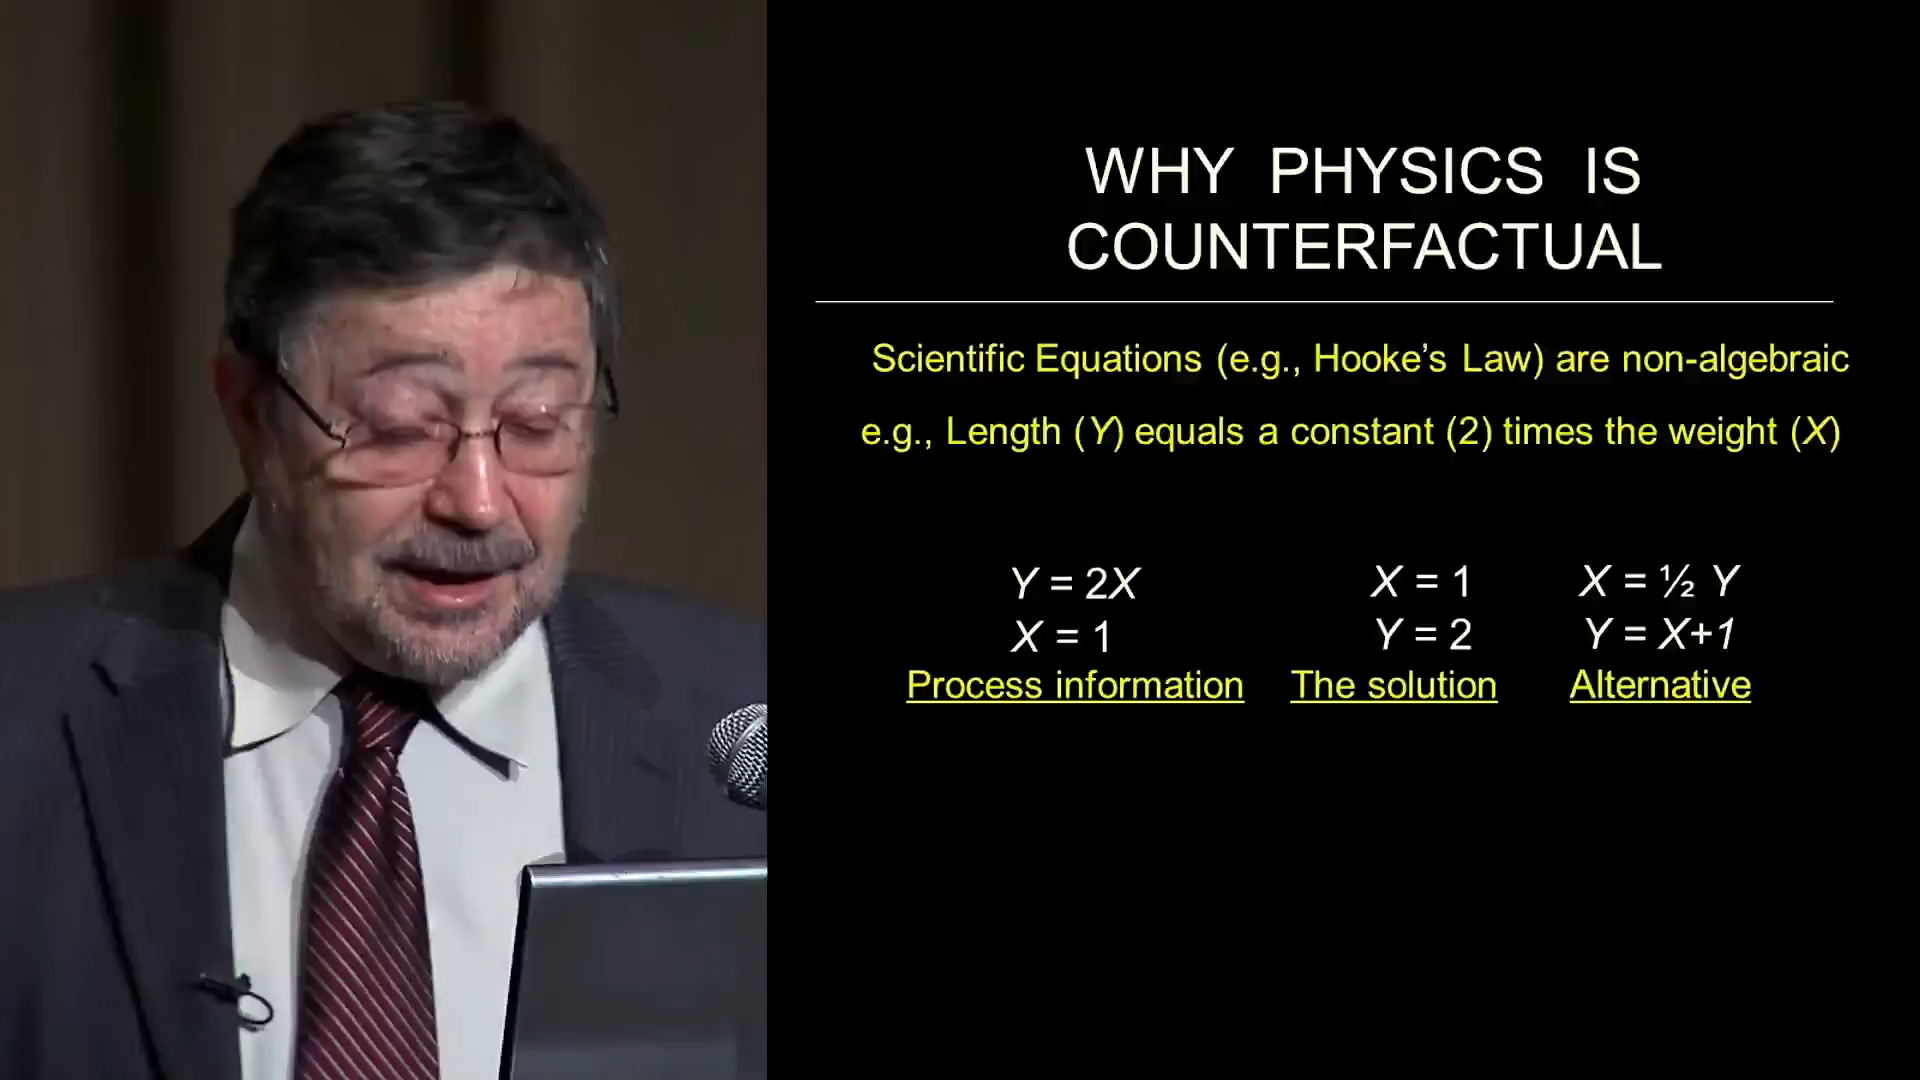 WHY PHYSICS IS
COUNTERFACTUAL
Scientific Equations (e.g., Hooke’s Law) are non-algebraic
e.g., Length (Y) equals a constant (2) times the weight (X)
Y = 2X
X = 1
Process information
X = 1
Y = 2
The solution
X = ½ Y
Y = X+1
Alternative